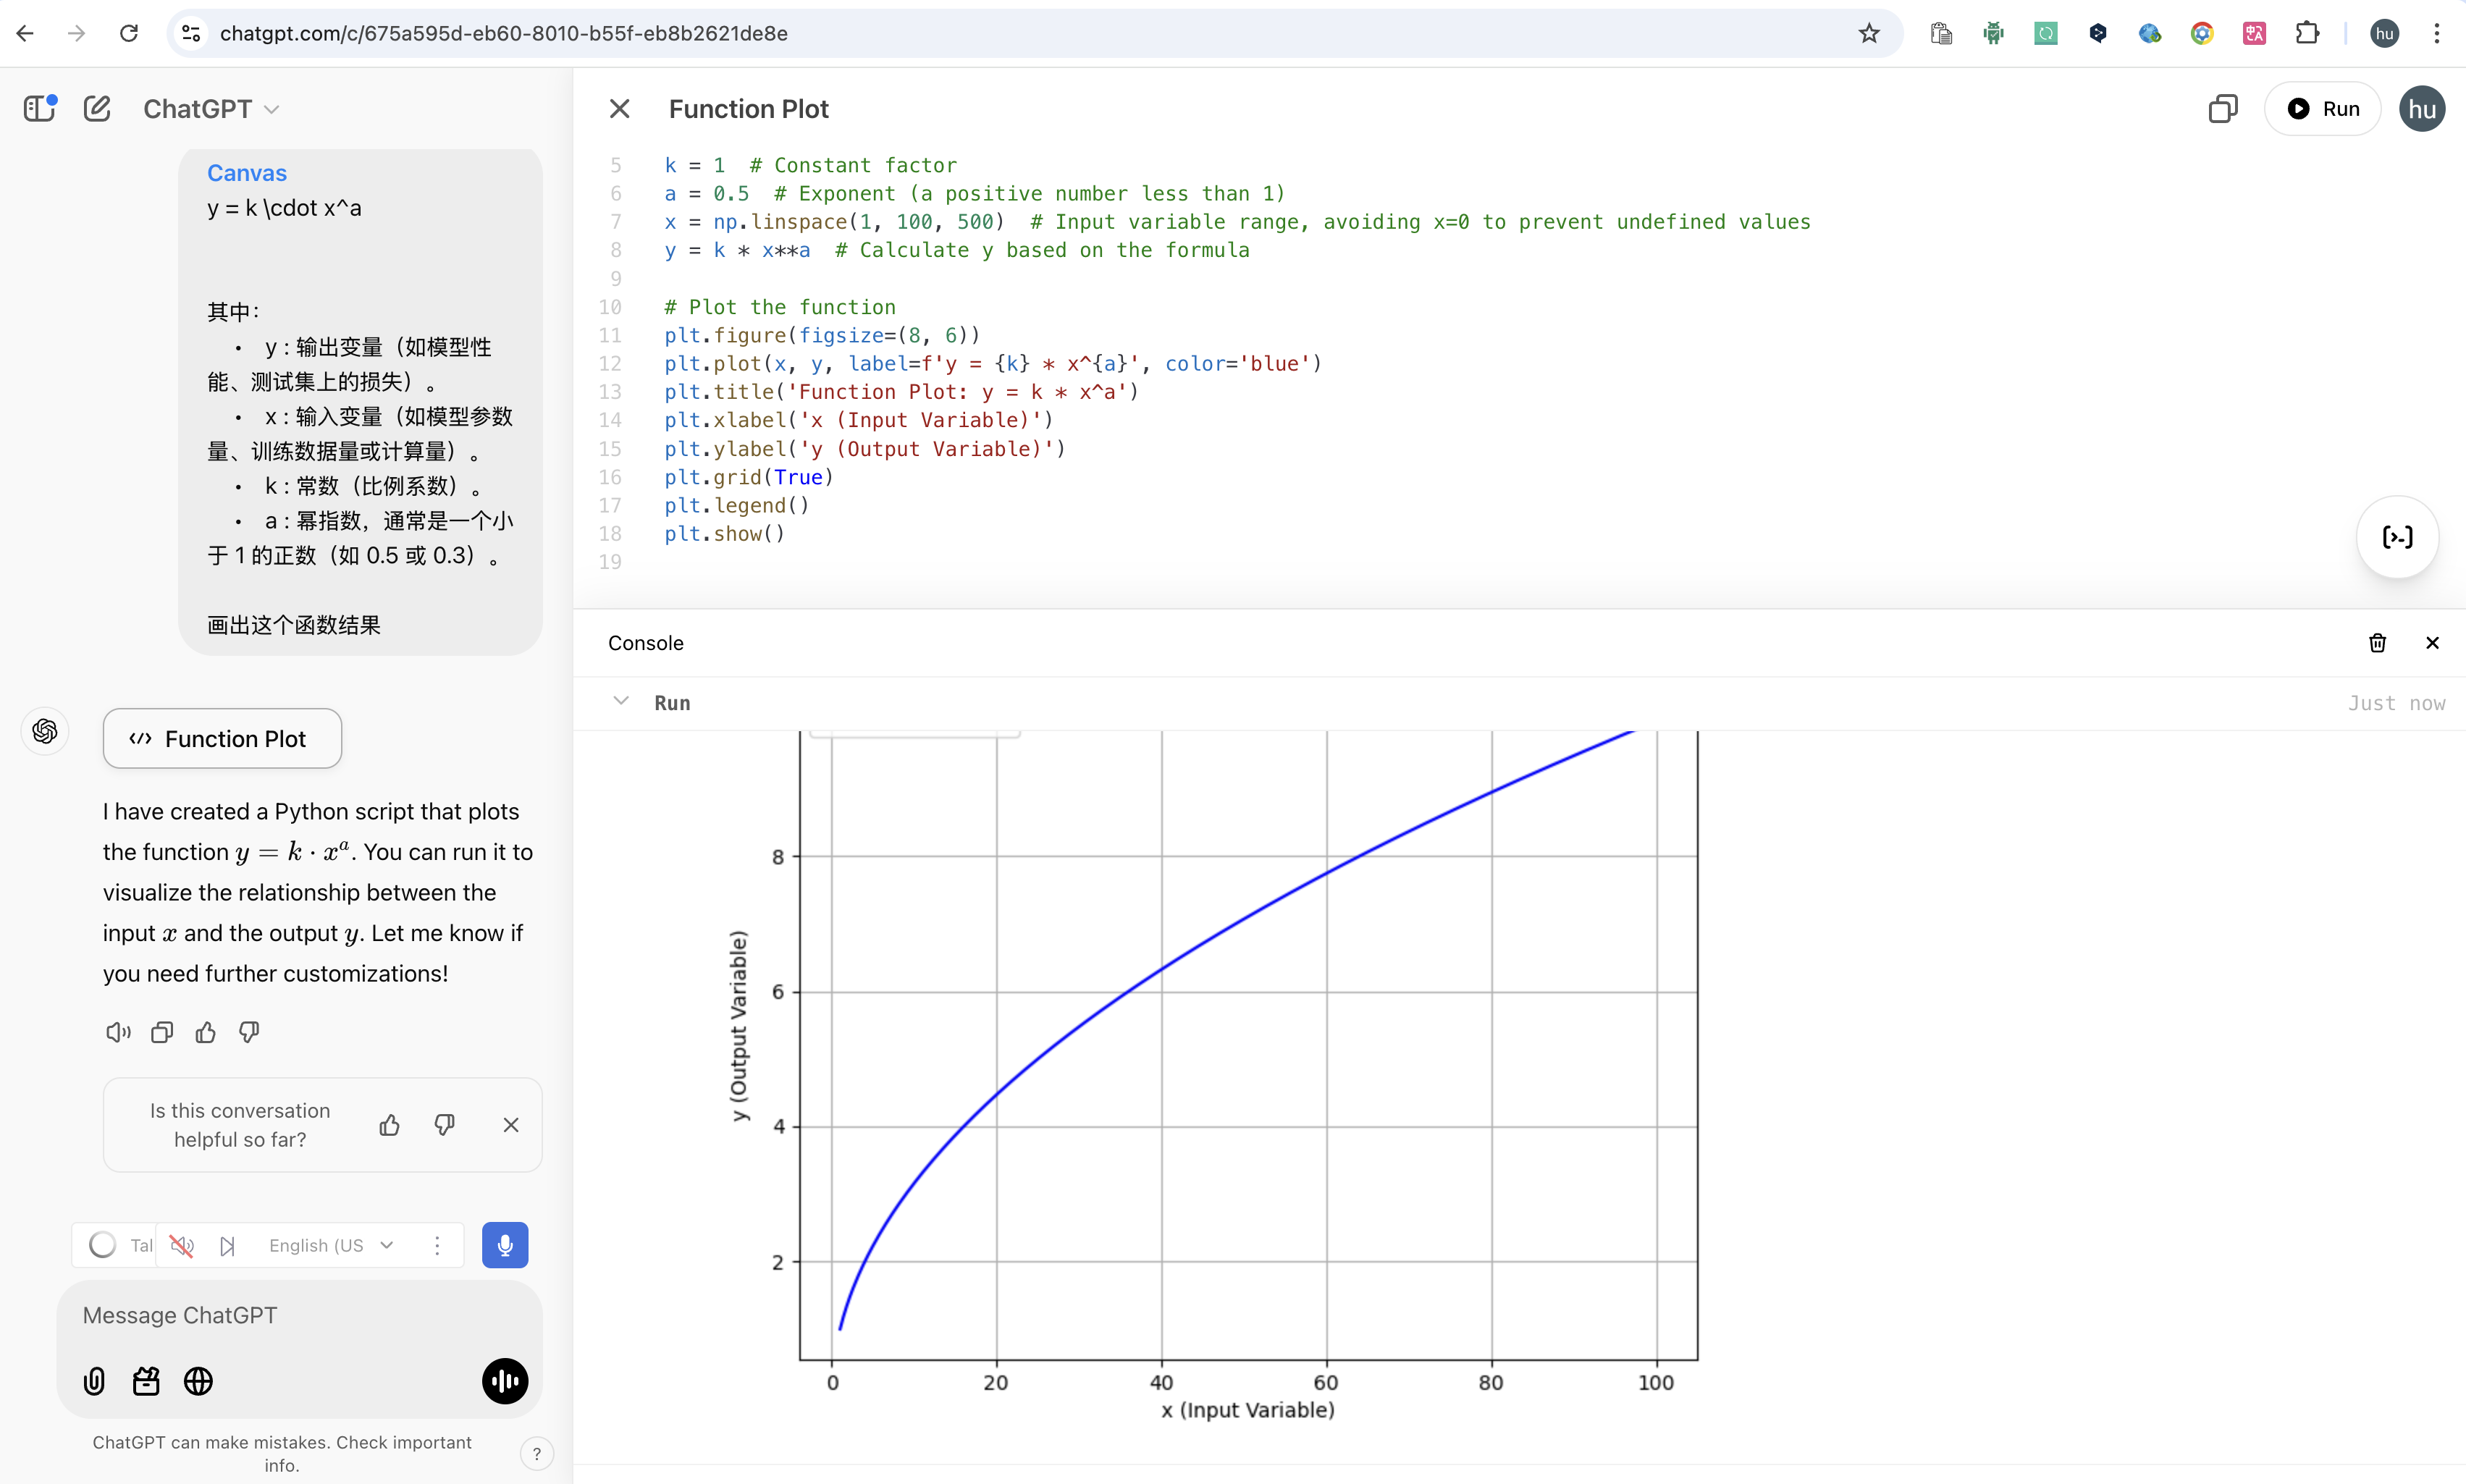 chatgpt.com/c/675a595d-eb60-8010-b55f-eb8b2621de8e
hu
ChatGPT
Canvas
y = k \cdot x^a
其中：
• y : 输出变量（如模型性
能、测试集上的损失）。
• x : 输入变量（如模型参数
量、训练数据量或计算量）。
• k : 常数（比例系数）。
• a : 幂指数，通常是一个小
于 1 的正数（如 0.5 或 0.3）。
画出这个函数结果
Function Plot
I have created a Python script that plots
the function y = k · xᵃ. You can run it to
visualize the relationship between the
input x and the output y. Let me know if
you need further customizations!
Is this conversation
helpful so far?
Tal
English (US
Message ChatGPT
ChatGPT can make mistakes. Check important
info.
?
Function Plot
Run
hu
5 k = 1  # Constant factor
6 a = 0.5  # Exponent (a positive number less than 1)
7 x = np.linspace(1, 100, 500)  # Input variable range, avoiding x=0 to prevent undefined values
8 y = k * x**a  # Calculate y based on the formula
9
10 # Plot the function
11 plt.figure(figsize=(8, 6))
12 plt.plot(x, y, label=f'y = {k} * x^{a}', color='blue')
13 plt.title('Function Plot: y = k * x^a')
14 plt.xlabel('x (Input Variable)')
15 plt.ylabel('y (Output Variable)')
16 plt.grid(True)
17 plt.legend()
18 plt.show()
19
Console
Run
Just now
y (Output Variable)
8
6
4
2
0 20 40 60 80 100
x (Input Variable)